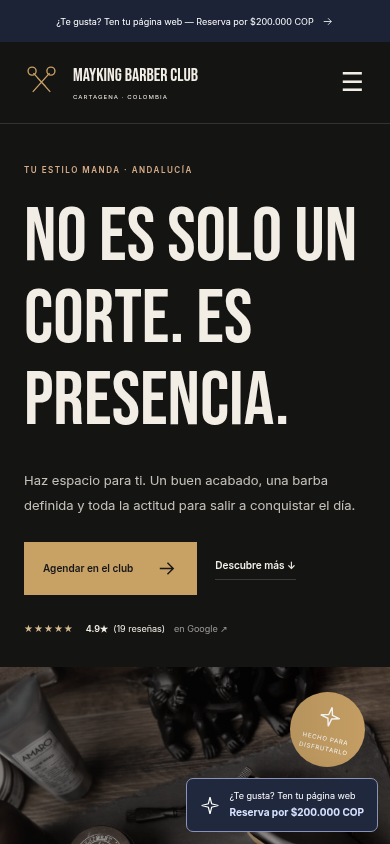 ¿Te gusta? Ten tu página web — Reserva por $200.000 COP →
MAYKING BARBER CLUB
CARTAGENA · COLOMBIA
TU ESTILO MANDA · ANDALUCÍA
NO ES SOLO UN
CORTE. ES
PRESENCIA.
Haz espacio para ti. Un buen acabado, una barba
definida y toda la actitud para salir a conquistar el día.
Agendar en el club →
Descubre más ↓
★★★★★ 4.9★ (19 reseñas) en Google ↗
AMARO
HECHO PARA
DISFRUTARLO
¿Te gusta? Ten tu página web
Reserva por $200.000 COP